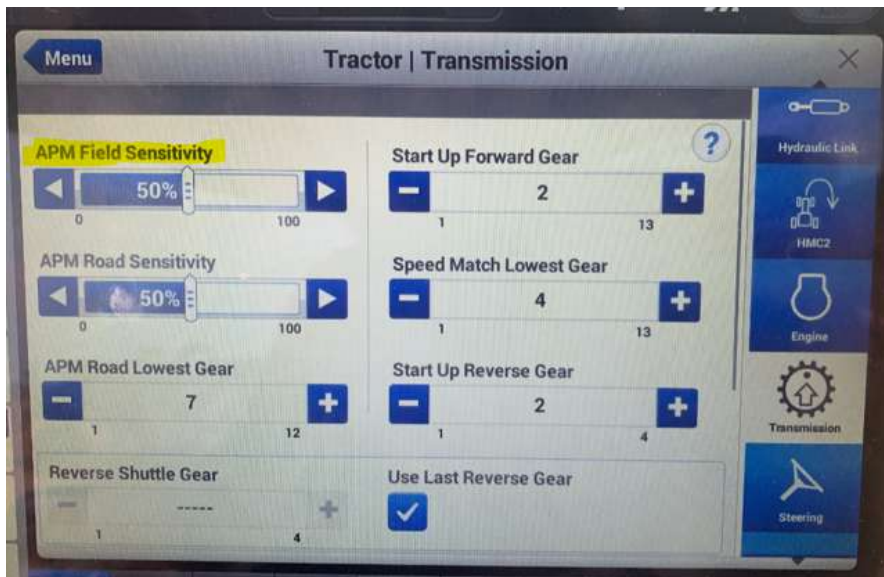 Menu
Tractor | Transmission
APM Field Sensitivity
50%
0 100
Start Up Forward Gear
2
1 13
APM Road Sensitivity
50%
0 100
Speed Match Lowest Gear
4
1 13
APM Road Lowest Gear
7
1 12
Start Up Reverse Gear
2
1 4
Reverse Shuttle Gear
-----
1 4
Use Last Reverse Gear
?
Hydraulic Link
HMC2
Engine
Transmission
Steering